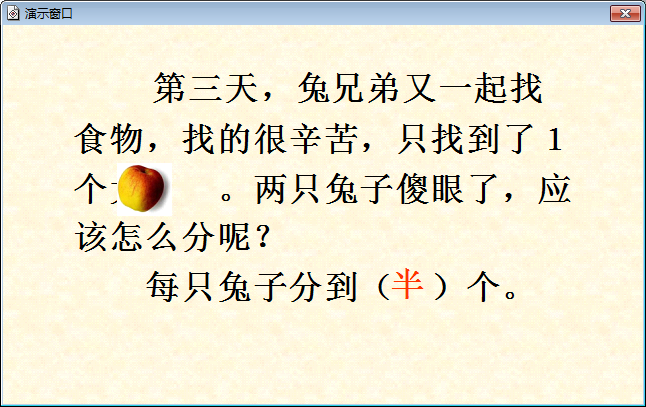 演示窗口
第三天，兔兄弟又一起找
食物，找的很辛苦，只找到了 1
个 。两只兔子傻眼了，应
该怎么分呢？
每只兔子分到（半 ）个。